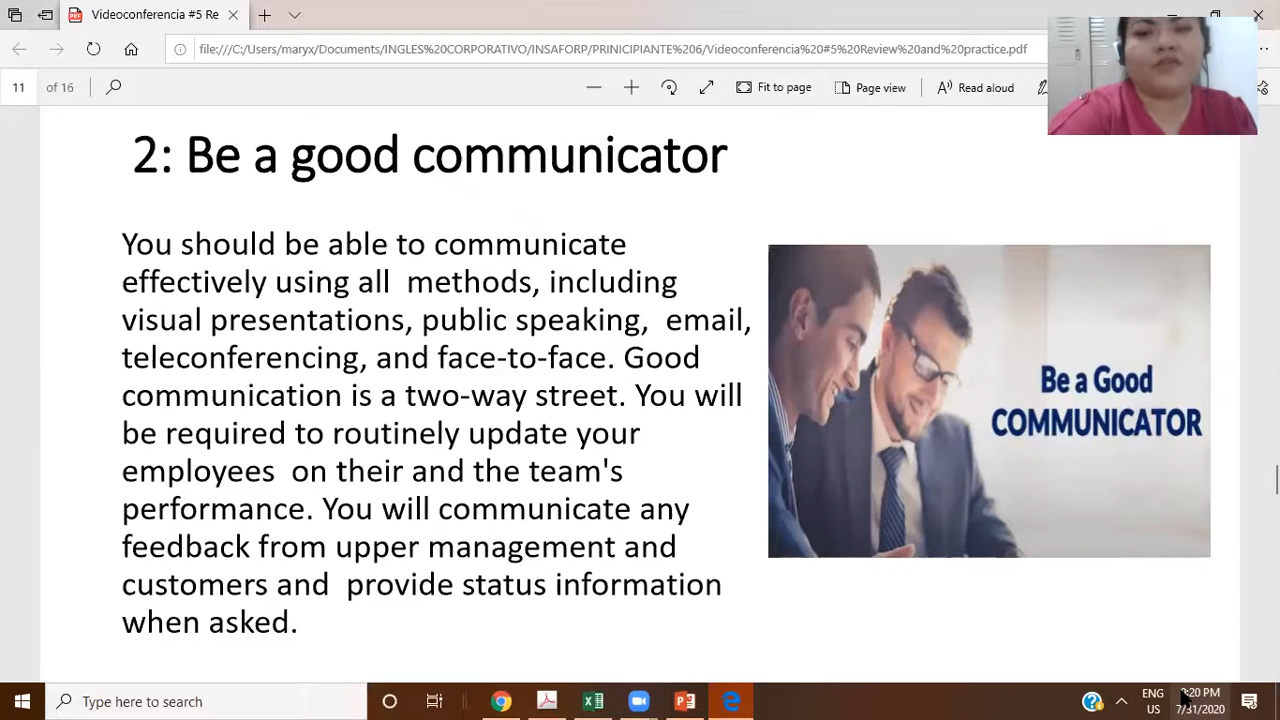 Videoconferencia #5 Re
file:///C:/Users/maryx/Documents/INGLES%20CORPORATIVO/INSAFORP/PRINICIPIANTE%206/Videoconferencia%20=5%20Review%20and%20practice.pdf
11 of 16
Fit to page
Page view
Read aloud
2: Be a good communicator
You should be able to communicate
effectively using all methods, including
visual presentations, public speaking, email,
teleconferencing, and face-to-face. Good
communication is a two-way street. You will
be required to routinely update your
employees on their and the team's
performance. You will communicate any
feedback from upper management and
customers and provide status information
when asked.
Be a Good
COMMUNICATOR
Type here to search
ENG
US
:20 PM
7/31/2020